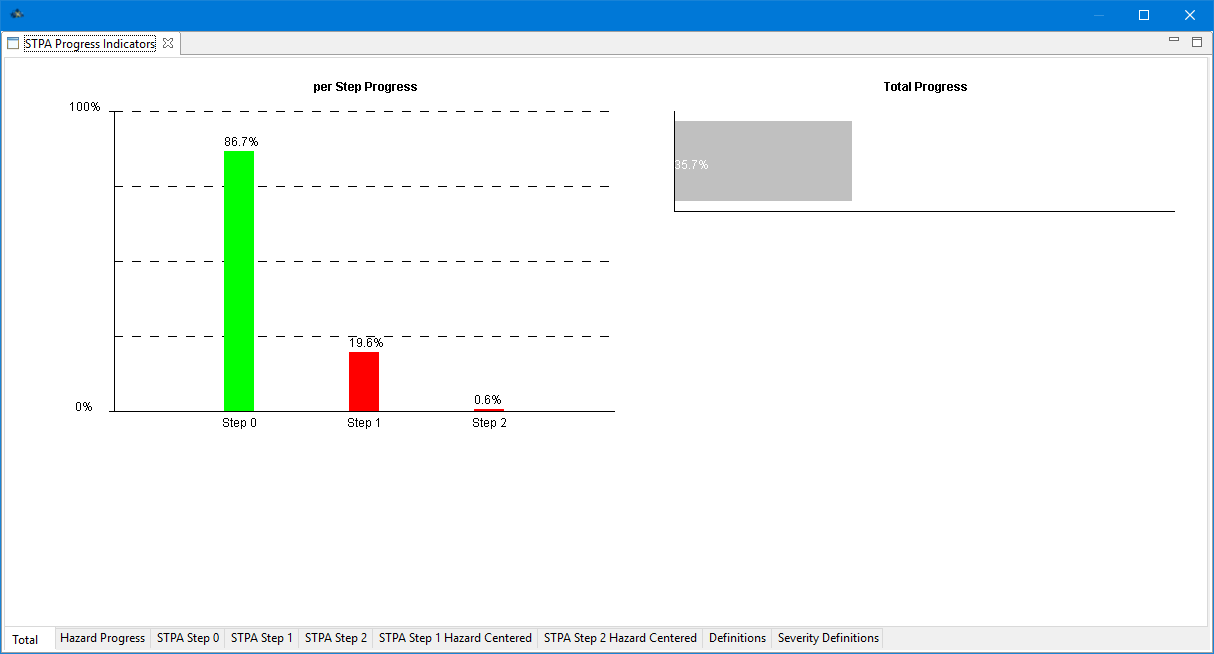 STPA Progress Indicators
per Step Progress
100%
86.7%
19.6%
0.6%
0%
Step 0
Step 1
Step 2
Total Progress
35.7%
Total
Hazard Progress
STPA Step 0
STPA Step 1
STPA Step 2
STPA Step 1 Hazard Centered
STPA Step 2 Hazard Centered
Definitions
Severity Definitions